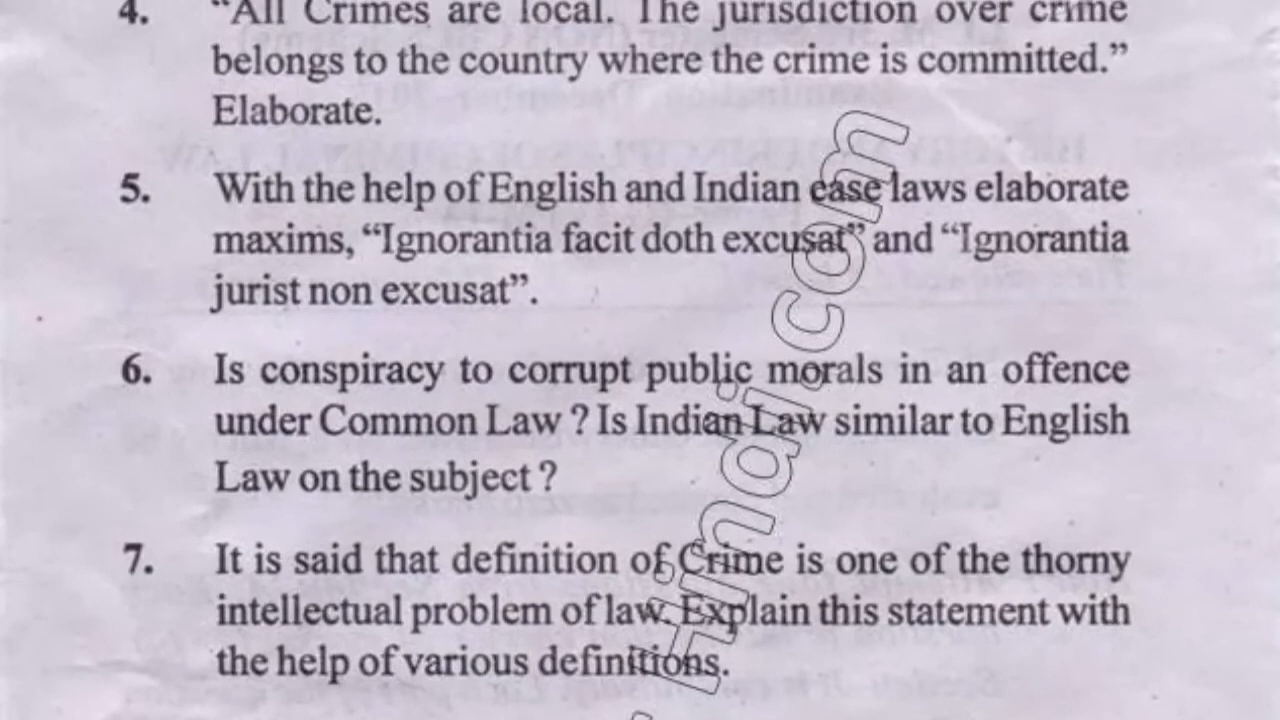 4. “All Crimes are local. The jurisdiction over crime
belongs to the country where the crime is committed.”
Elaborate.
5. With the help of English and Indian case laws elaborate
maxims, “Ignorantia facit doth excusat” and “Ignorantia
jurist non excusat”.
6. Is conspiracy to corrupt public morals in an offence
under Common Law ? Is Indian Law similar to English
Law on the subject ?
7. It is said that definition of Crime is one of the thorny
intellectual problem of law. Explain this statement with
the help of various definitions.
Hindi.com